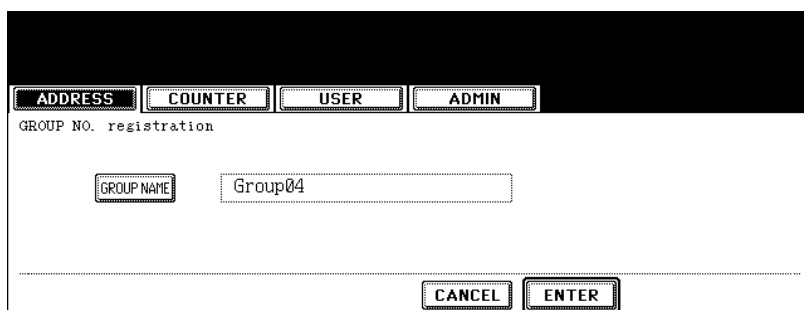 ADDRESS COUNTER USER ADMIN
GROUP NO. registration
GROUP NAME Group04
CANCEL ENTER